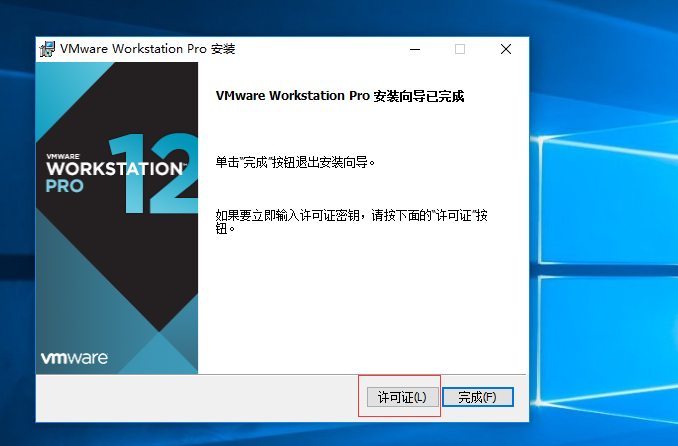 VMware Workstation Pro 安装
VMware Workstation Pro 安装向导已完成
VMWARE
WORKSTATION™
PRO
12
单击"完成"按钮退出安装向导。
如果要立即输入许可证密钥，请按下面的"许可证"按
钮。
vmware
许可证(L)
完成(F)